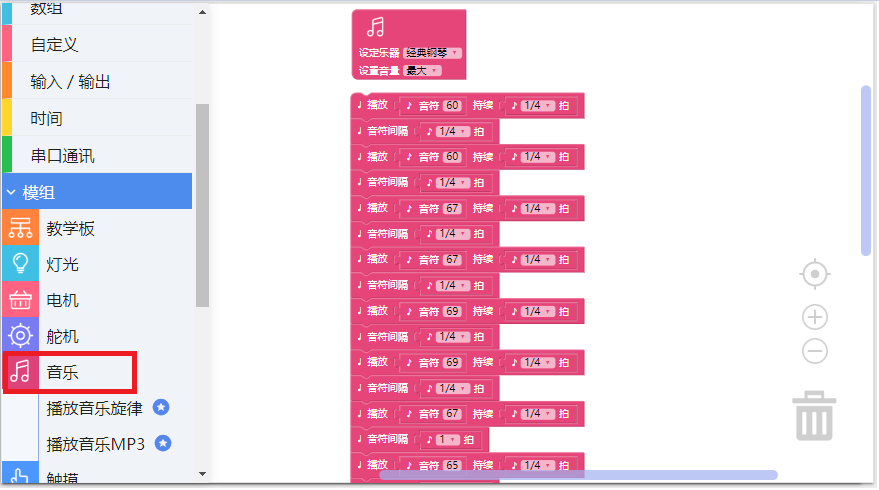 数组
自定义
输入 / 输出
时间
串口通讯
模组
教学板
灯光
电机
舵机
音乐
播放音乐旋律
播放音乐MP3
触摸
设定乐器 经典钢琴
设置音量 最大
播放 音符 60 持续 1/4 拍
音符间隔 1/4 拍
播放 音符 60 持续 1/4 拍
音符间隔 1/4 拍
播放 音符 67 持续 1/4 拍
音符间隔 1/4 拍
播放 音符 67 持续 1/4 拍
音符间隔 1/4 拍
播放 音符 69 持续 1/4 拍
音符间隔 1/4 拍
播放 音符 69 持续 1/4 拍
音符间隔 1/4 拍
播放 音符 67 持续 1/4 拍
音符间隔 1 拍
播放 音符 65 持续 1/4 拍